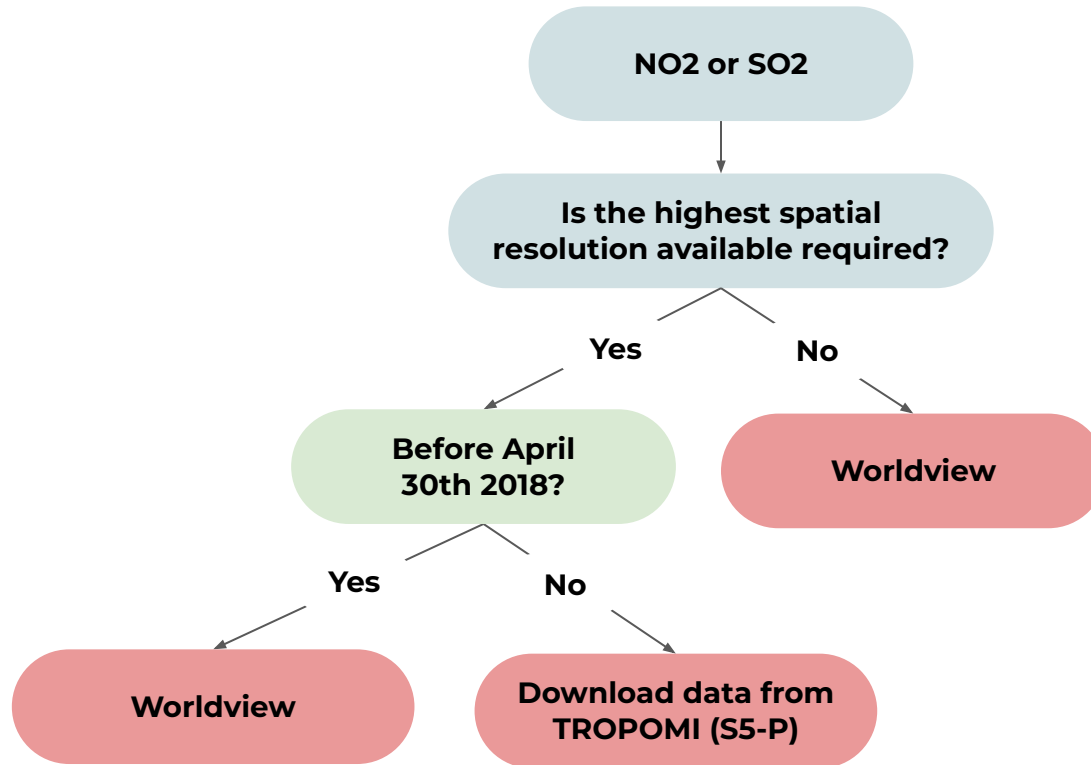 NO2 or SO2
Is the highest spatial
resolution available required?
Yes
No
Before April
30th 2018?
Worldview
Yes
No
Worldview
Download data from
TROPOMI (S5-P)